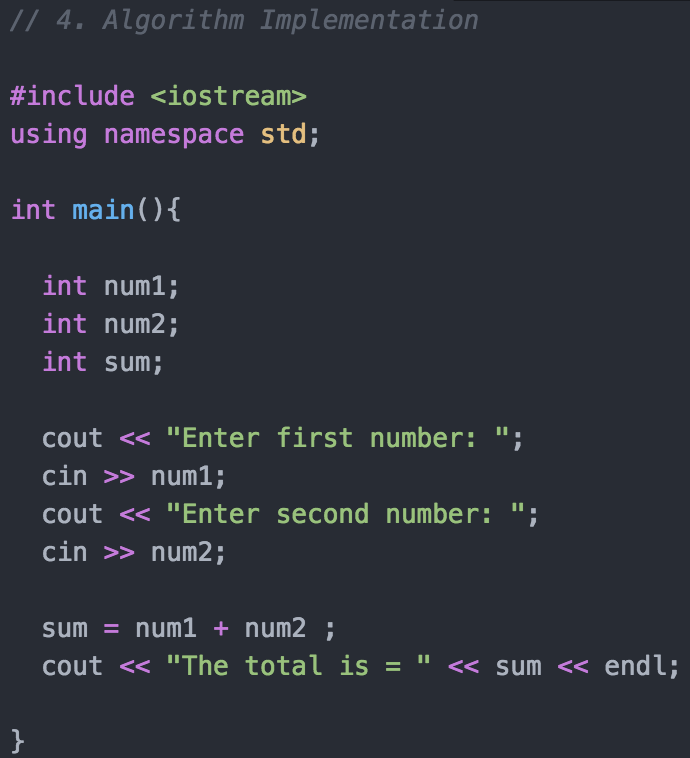 // 4. Algorithm Implementation
#include <iostream>
using namespace std;
int main(){
int num1;
int num2;
int sum;
cout << "Enter first number: ";
cin >> num1;
cout << "Enter second number: ";
cin >> num2;
sum = num1 + num2 ;
cout << "The total is = " << sum << endl;
}